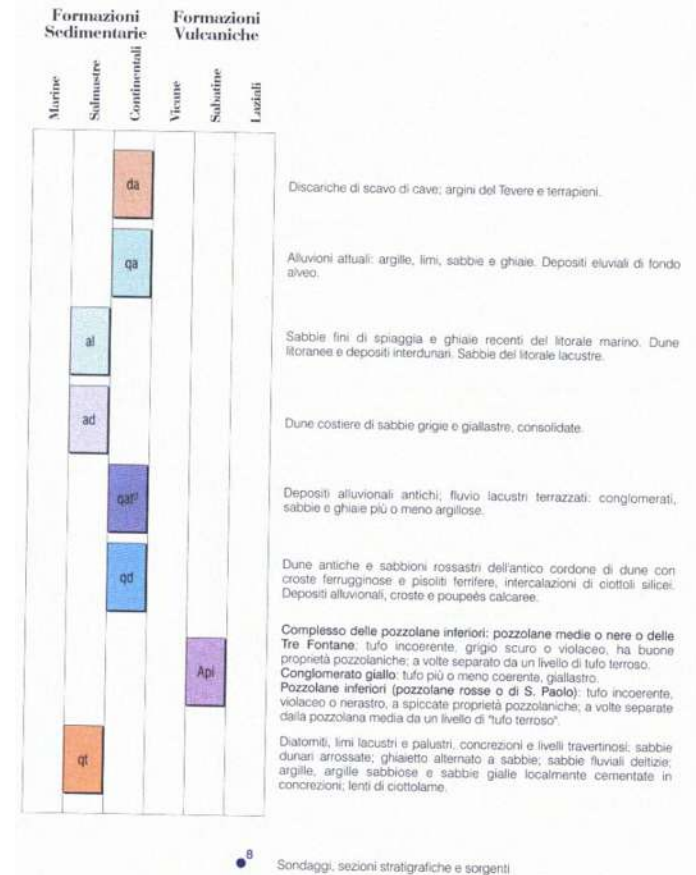 Formazioni Sedimentarie
Formazioni Vulcaniche
Marine
Salmastre
Continentali
Vicane
Sabatine
Laziali
da
Discariche di scavo di cave; argini del Tevere e terrapieni.
qa
Alluvioni attuali: argille, limi, sabbie e ghiaie. Depositi eluviali di fondo
alveo.
al
Sabbie fini di spiaggia e ghiaie recenti del litorale marino. Dune
litoranee e depositi interdunari. Sabbie del litorale lacustre.
ad
Dune costiere di sabbie grigie e giallastre, consolidate.
Depositi alluvionali antichi; fluvio lacustri terrazzati: conglomerati,
sabbie e ghiaie più o meno argillose.
qd
Dune antiche e sabbioni rossastri dell'antico cordone di dune con
croste ferrugginose e pisoliti ferrifere, intercalazioni di ciottoli silicei.
Depositi alluvionali, croste e poupeès calcaree.
Api
Complesso delle pozzolane inferiori: pozzolane medie o nere o delle
Tre Fontane: tufo incoerente, grigio scuro o violaceo, ha buone
proprietà pozzolaniche; a volte separato da un livello di tufo terroso.
Conglomerato giallo: tufo più o meno coerente, giallastro.
Pozzolane inferiori (pozzolane rosse o di S. Paolo): tufo incoerente,
violaceo o nerastro, a spiccate proprietà pozzolaniche; a volte separate
dalla pozzolana media da un livello di "tufo terroso".
qt
Diatomiti, limi lacustri e palustri, concrezioni e livelli travertinosi; sabbie
dunari arrossate; ghiaietto alternato a sabbie; sabbie fluviali deltizie;
argille, argille sabbiose e sabbie gialle localmente cementate in
concrezioni; lenti di ciottolame.
8
Sondaggi, sezioni stratigrafiche e sorgenti